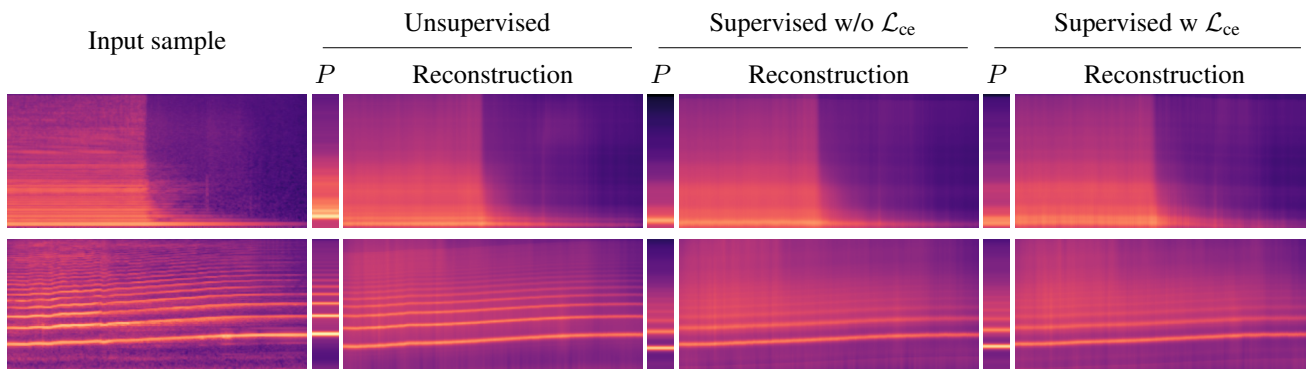 Input sample
Unsupervised
Supervised w/o ℒce
Supervised w ℒce
P Reconstruction
P Reconstruction
P Reconstruction